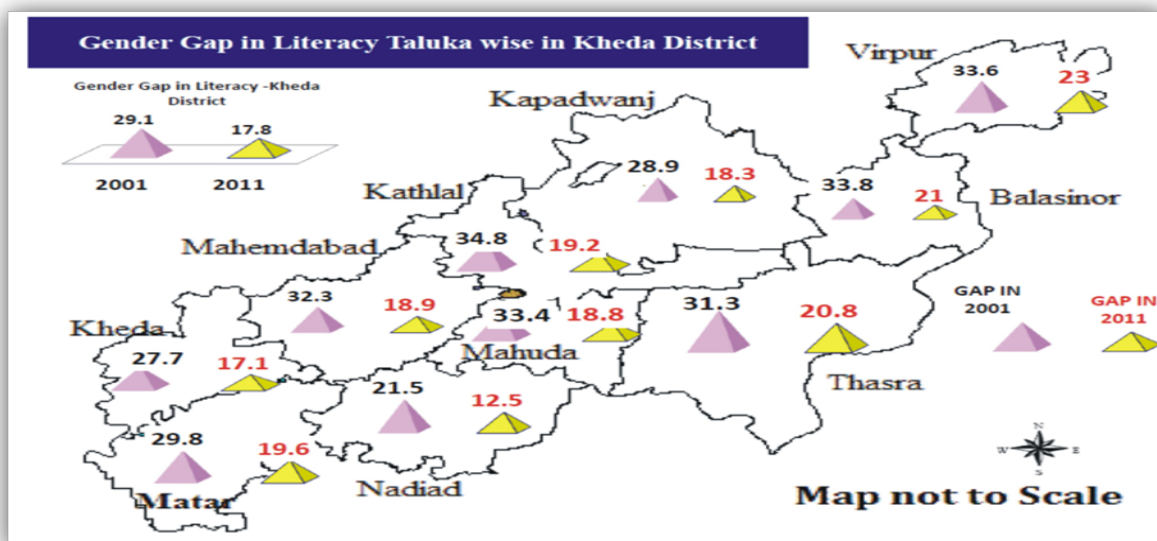 Gender Gap in Literacy Taluka wise in Kheda District
Gender Gap in Literacy -Kheda
District
29.1
17.8
2001
2011
Virpur
33.6
23
Kapadwanj
28.9
18.3
33.8
21
Balasinor
Kathlal
34.8
19.2
Mahemdabad
32.3
18.9
33.4
18.8
Mahuda
31.3
20.8
Thasra
GAP IN
2001
GAP IN
2011
Kheda
27.7
17.1
21.5
12.5
Nadiad
29.8
19.6
Matar
N
W
E
S
Map not to Scale